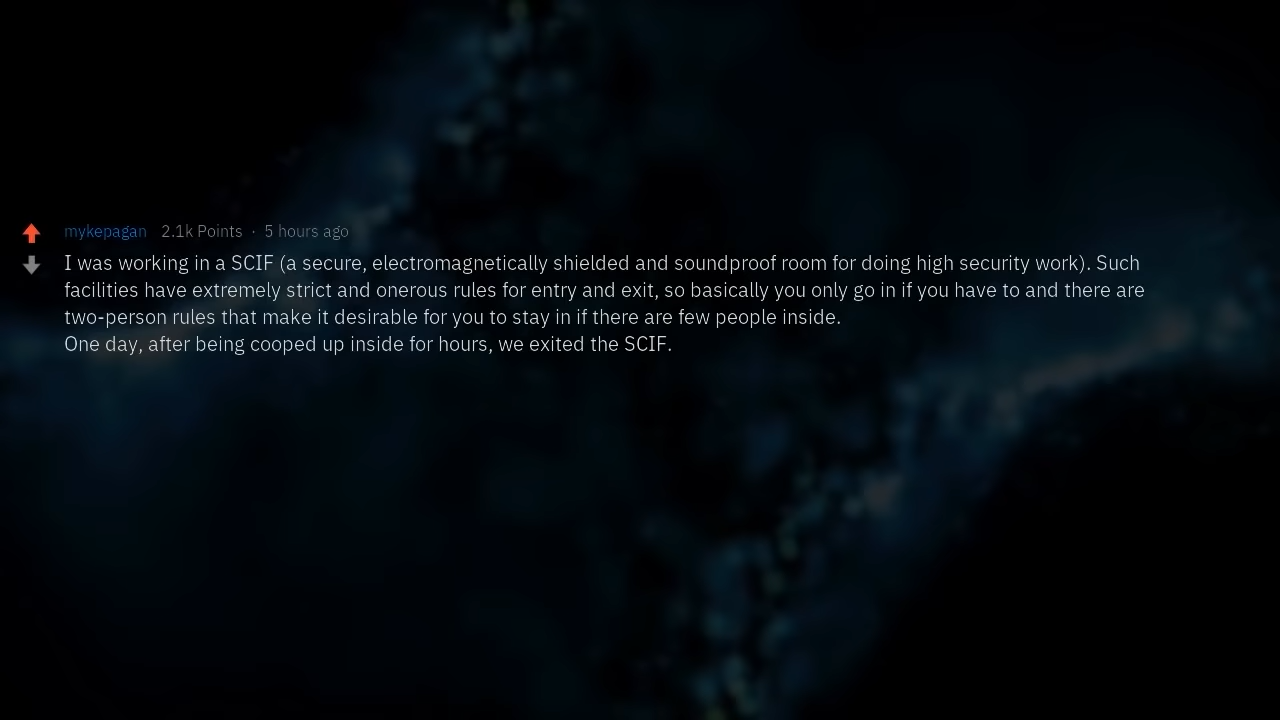 mykepagan 2.1k Points · 5 hours ago
I was working in a SCIF (a secure, electromagnetically shielded and soundproof room for doing high security work). Such
facilities have extremely strict and onerous rules for entry and exit, so basically you only go in if you have to and there are
two-person rules that make it desirable for you to stay in if there are few people inside.
One day, after being cooped up inside for hours, we exited the SCIF.